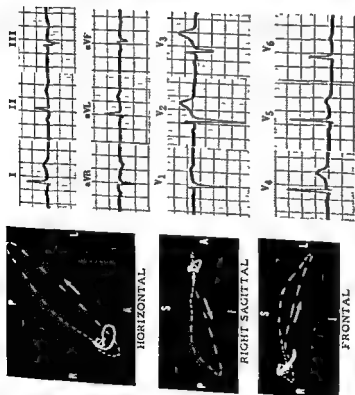 I II III
P
R L
A
HORIZONTAL
aVR aVL aVF
S
P A
I
RIGHT SAGITTAL
V1 V2 V3
S
R L
I
FRONTAL
V4 V5 V6